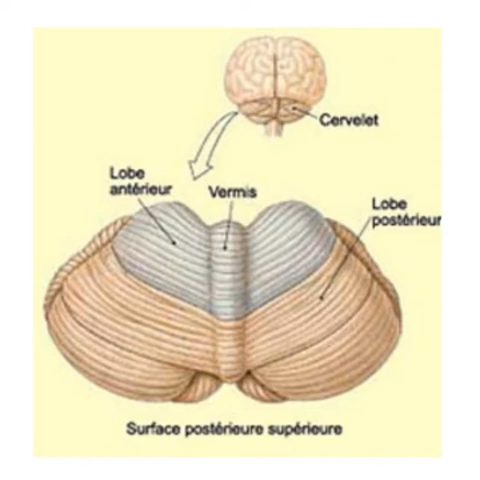 Cervelet
Lobe
antérieur
Vermis
Lobe
postérieur
Surface postérieure supérieure